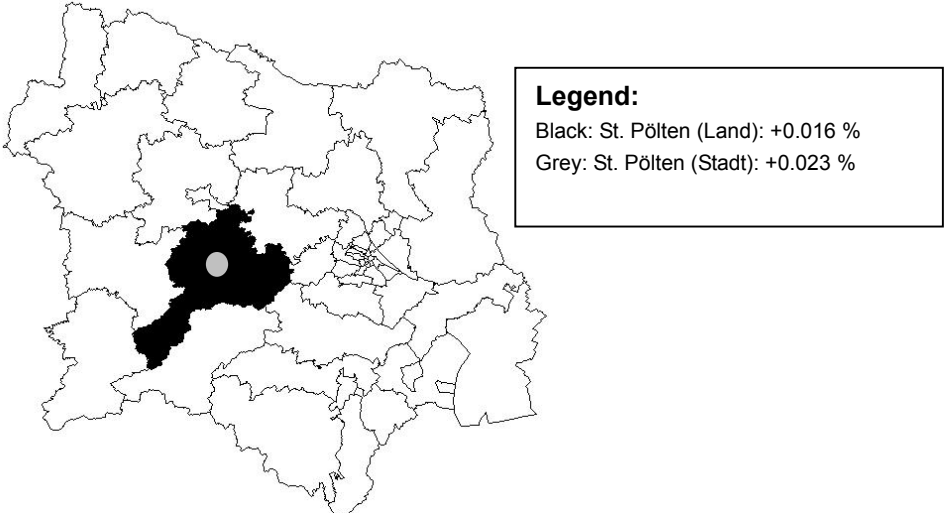 Legend:
Black: St. Pölten (Land): +0.016 %
Grey: St. Pölten (Stadt): +0.023 %